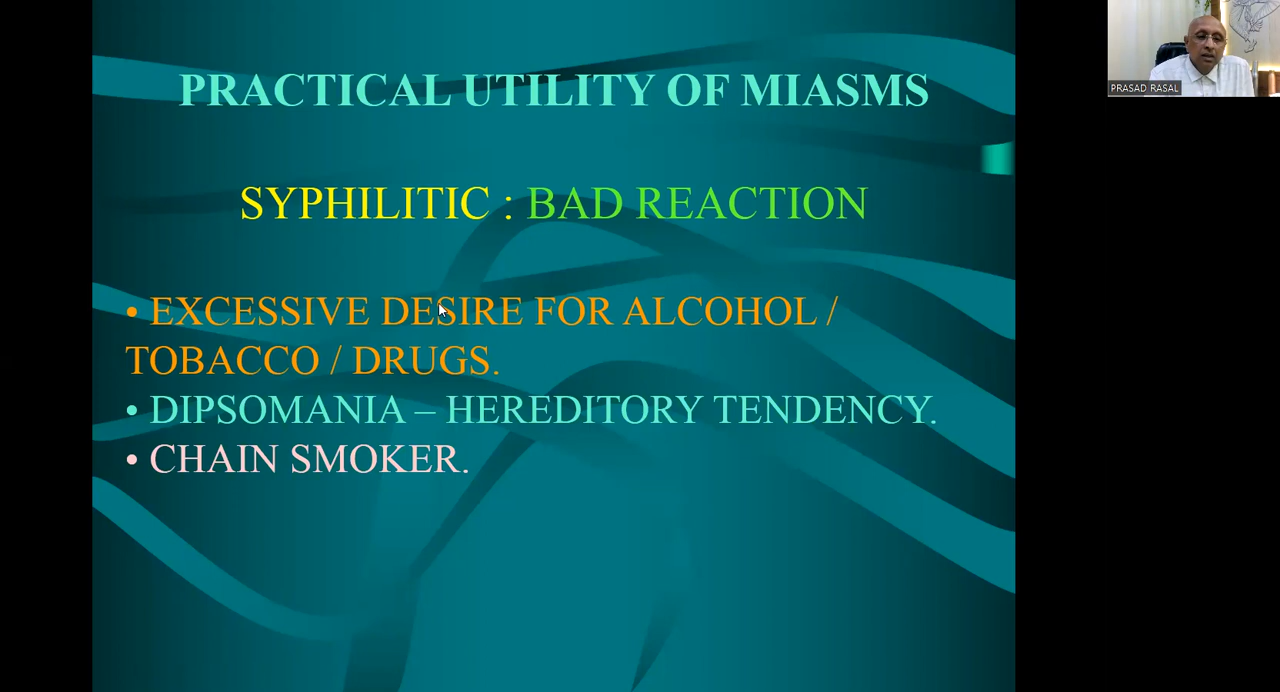 PRACTICAL UTILITY OF MIASMS
SYPHILITIC : BAD REACTION
• EXCESSIVE DESIRE FOR ALCOHOL /
TOBACCO / DRUGS.
• DIPSOMANIA – HEREDITORY TENDENCY.
• CHAIN SMOKER.
PRASAD RASAL